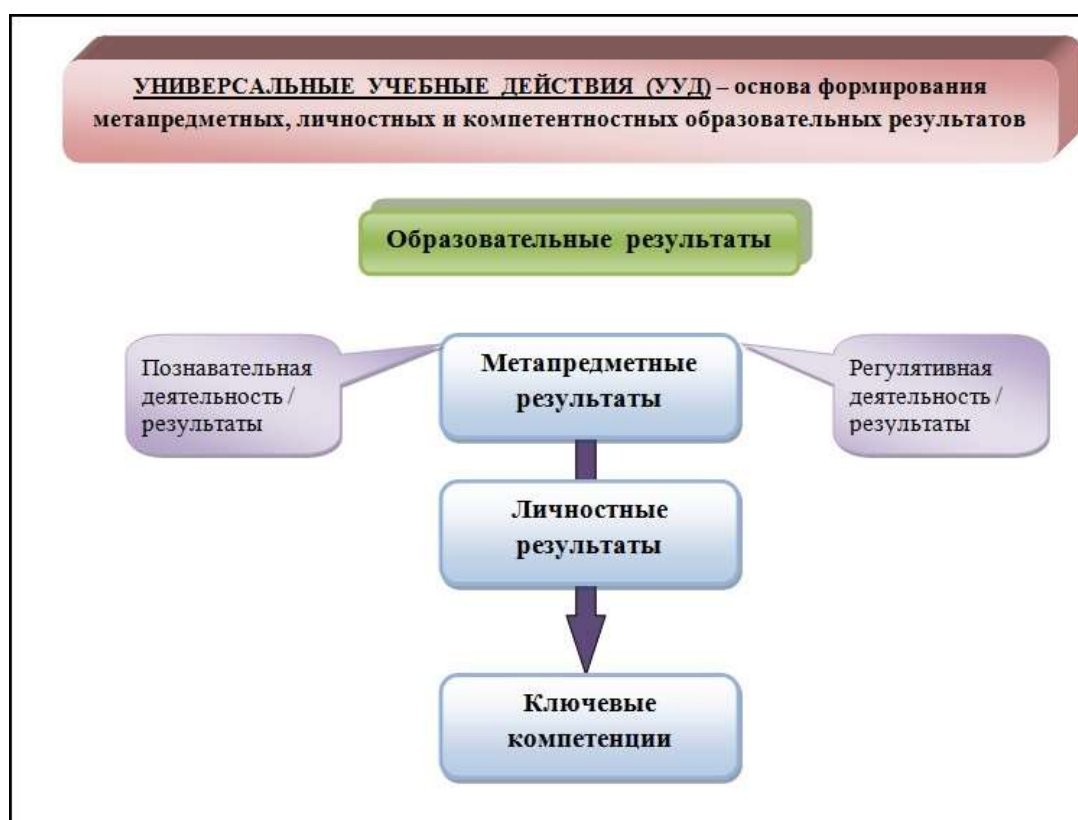 УНИВЕРСАЛЬНЫЕ УЧЕБНЫЕ ДЕЙСТВИЯ (УУД) – основа формирования
метапредметных, личностных и компетентностных образовательных результатов
Образовательные результаты
Познавательная
деятельность /
результаты
Метапредметные
результаты
Регулятивная
деятельность /
результаты
Личностные
результаты
Ключевые
компетенции